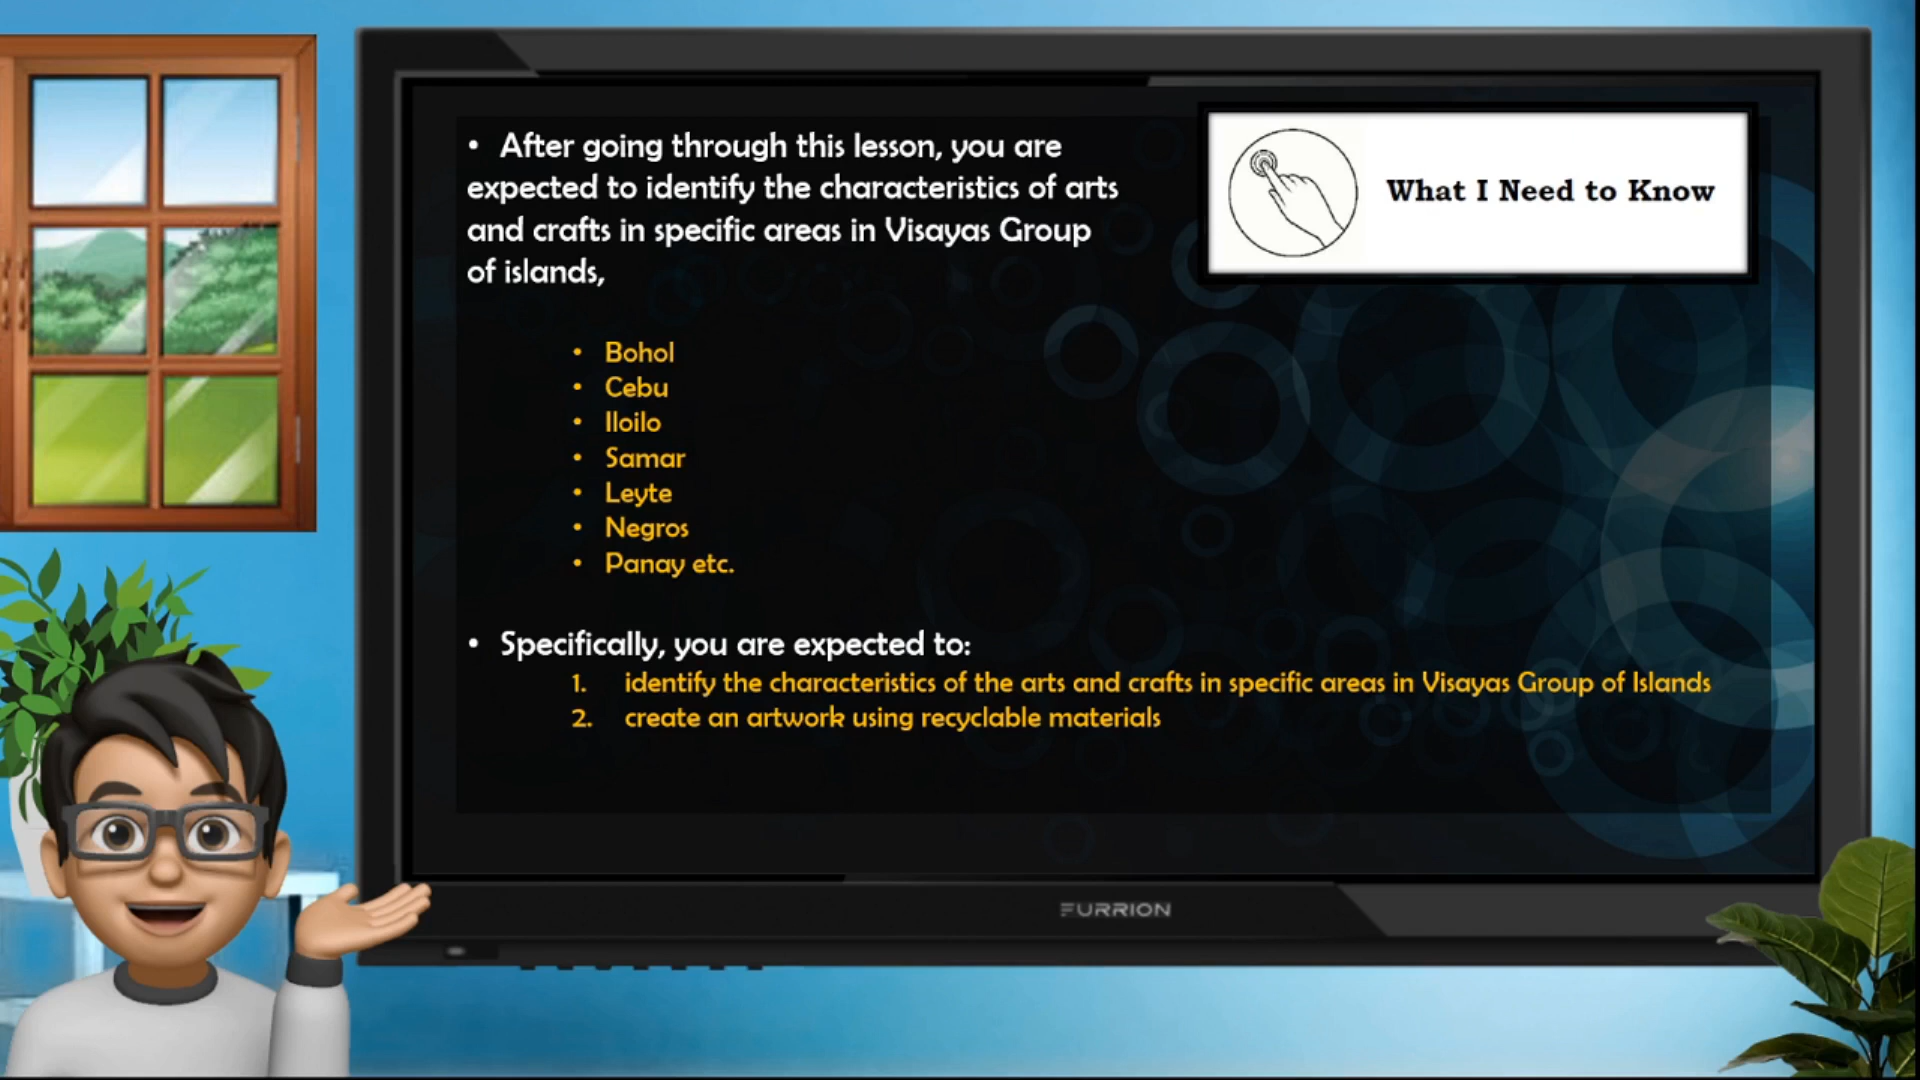 • After going through this lesson, you are
expected to identify the characteristics of arts
and crafts in specific areas in Visayas Group
of islands,
What I Need to Know
• Bohol
• Cebu
• Iloilo
• Samar
• Leyte
• Negros
• Panay etc.
• Specifically, you are expected to:
1. identify the characteristics of the arts and crafts in specific areas in Visayas Group of Islands
2. create an artwork using recyclable materials
FURRION